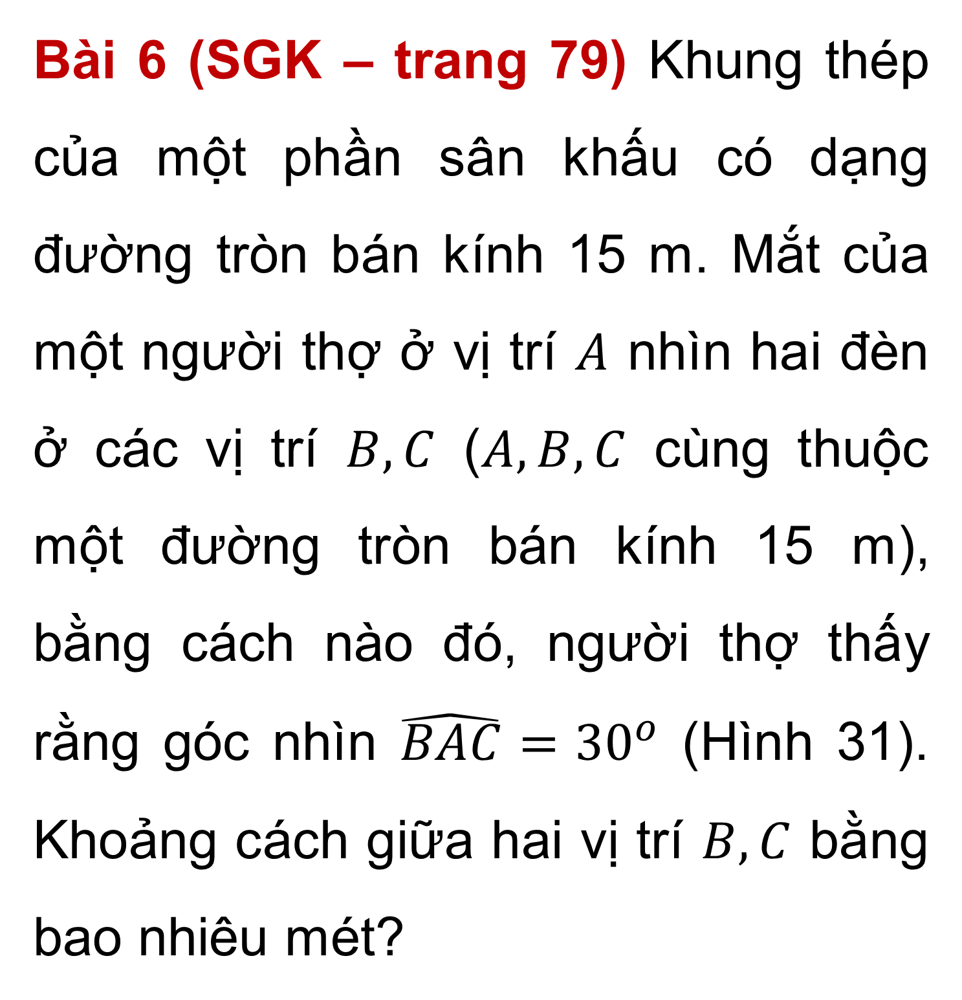 Bài 6 (SGK – trang 79) Khung thép
của một phần sân khấu có dạng
đường tròn bán kính 15 m. Mắt của
một người thợ ở vị trí A nhìn hai đèn
ở các vị trí B, C (A, B, C cùng thuộc
một đường tròn bán kính 15 m),
bằng cách nào đó, người thợ thấy
rằng góc nhìn $\widehat{BAC} = 30^o$ (Hình 31).
Khoảng cách giữa hai vị trí B, C bằng
bao nhiêu mét?